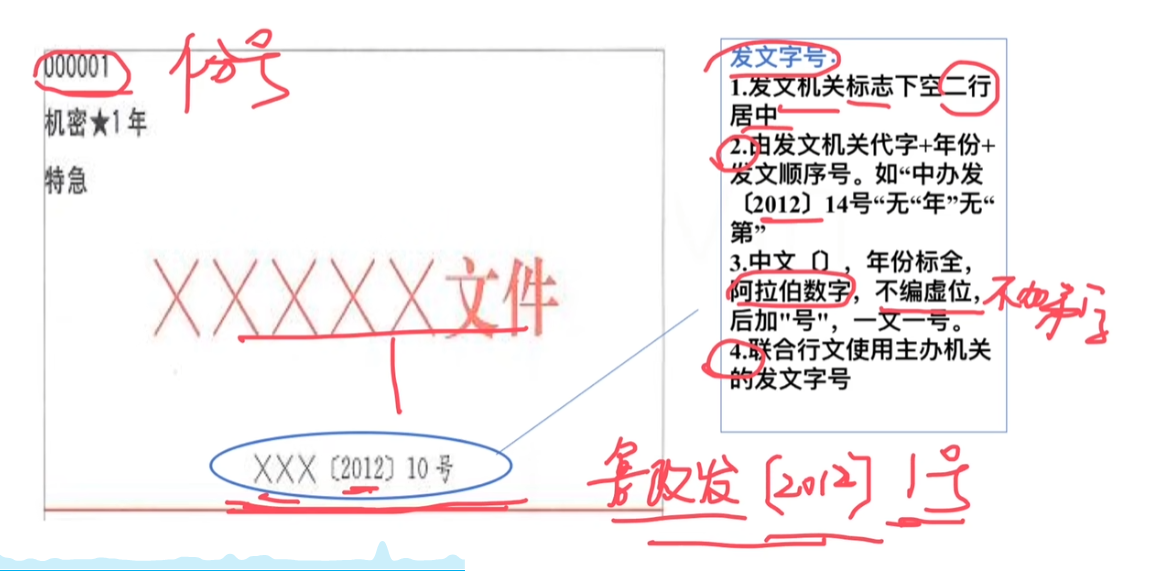 000001
份号
机密★1年
特急
XXXXX文件
XXX〔2012〕10号
发文字号:
1.发文机关标志下空二行
居中
2.由发文机关代字+年份+
发文顺序号。如“中办发
〔2012〕14号“无“年”无“
第”
3.中文〔〕，年份标全，
阿拉伯数字，不编虚位，
后加"号"，一文一号。
4.联合行文使用主办机关
的发文字号
不加第字
鲁政发〔2012〕1号